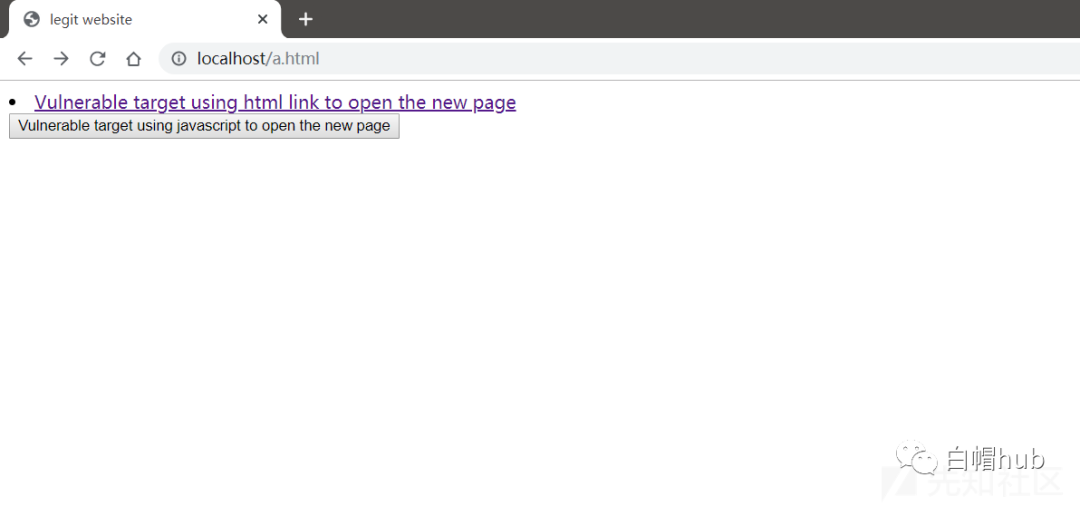 legit website
localhost/a.html
Vulnerable target using html link to open the new page
Vulnerable target using javascript to open the new page
白帽hub
先知社区